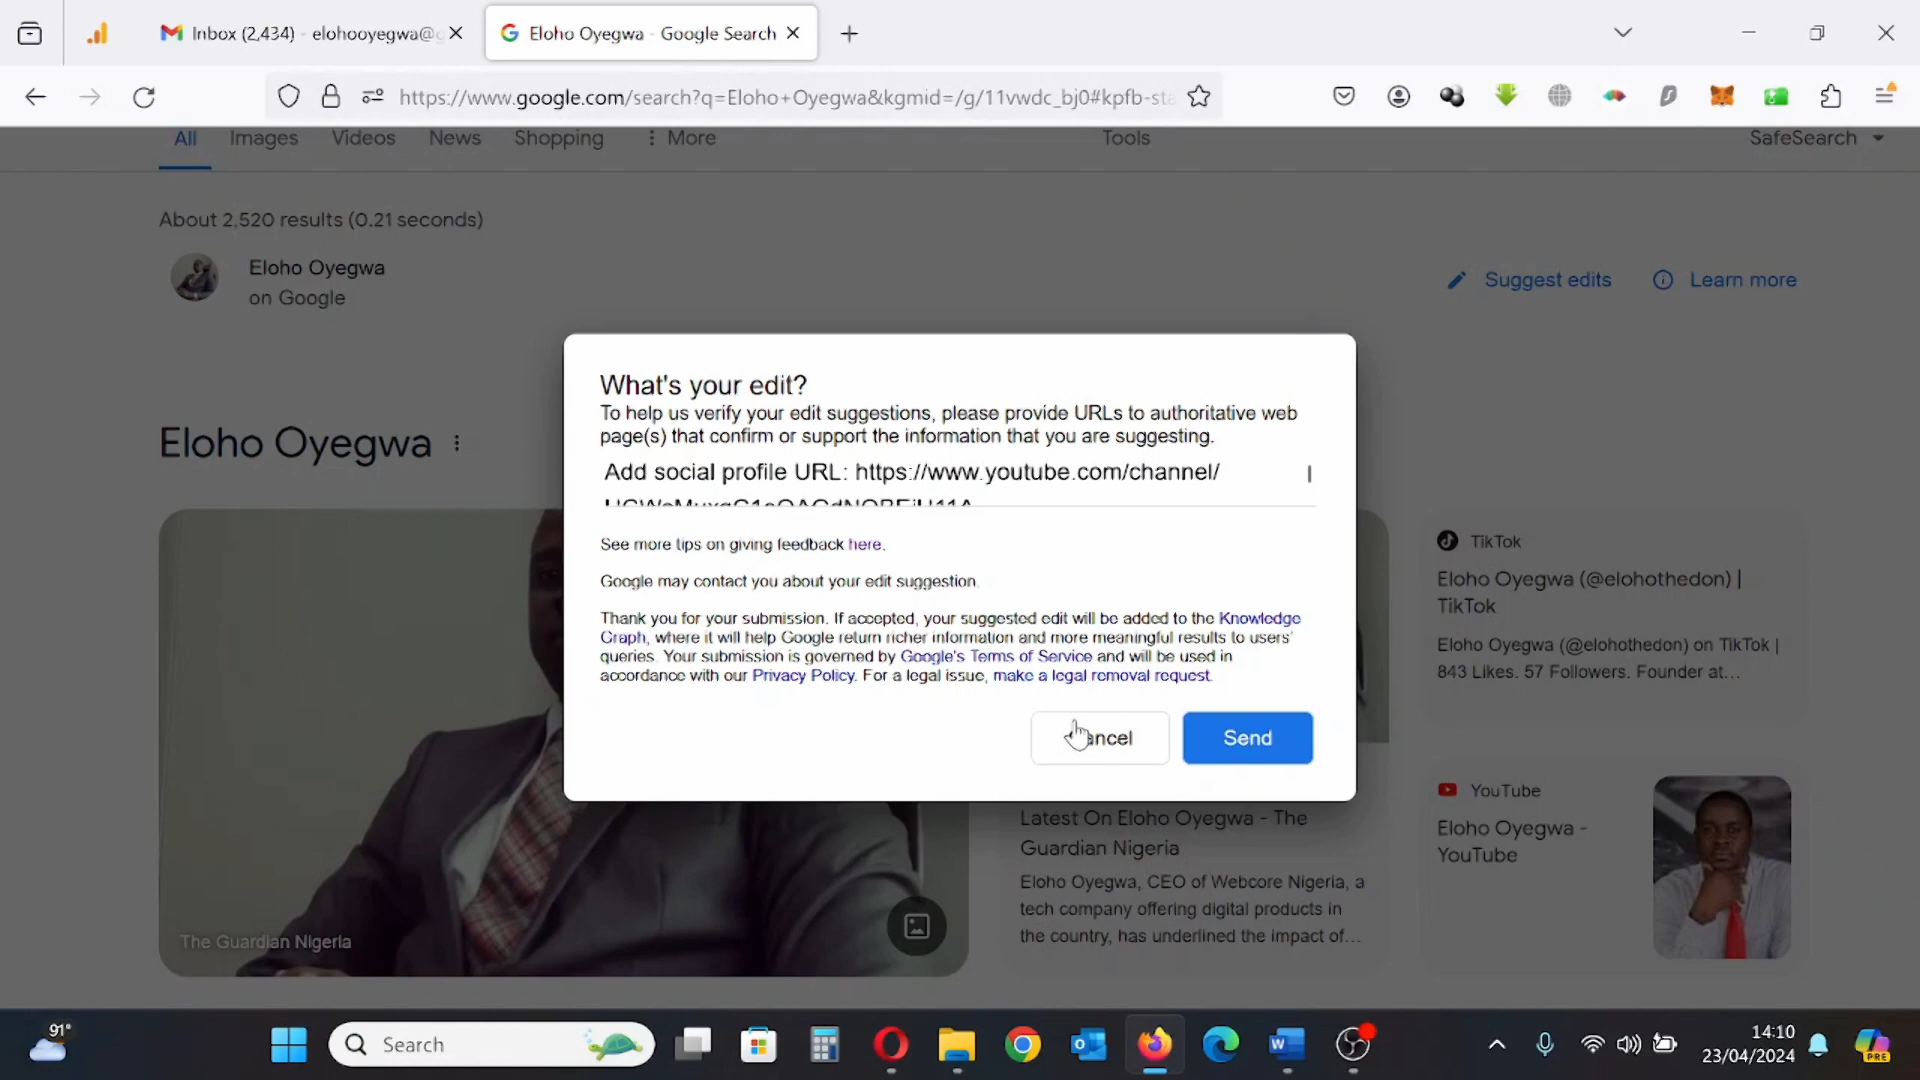 Inbox (2,434) - elohooyegwa@g
Eloho Oyegwa - Google Search
https://www.google.com/search?q=Eloho+Oyegwa&kgmid=/g/11vwdc_bj0#kpfb-sta
All Images Videos News Shopping More Tools SafeSearch
About 2,520 results (0.21 seconds)
Eloho Oyegwa
on Google
Suggest edits Learn more
Eloho Oyegwa
The Guardian Nigeria
What's your edit?
To help us verify your edit suggestions, please provide URLs to authoritative web
page(s) that confirm or support the information that you are suggesting.
Add social profile URL: https://www.youtube.com/channel/
See more tips on giving feedback here.
Google may contact you about your edit suggestion.
Thank you for your submission. If accepted, your suggested edit will be added to the Knowledge
Graph, where it will help Google return richer information and more meaningful results to users'
queries. Your submission is governed by Google's Terms of Service and will be used in
accordance with our Privacy Policy. For a legal issue, make a legal removal request.
Send
Latest On Eloho Oyegwa - The
Guardian Nigeria
Eloho Oyegwa, CEO of Webcore Nigeria, a
tech company offering digital products in
the country, has underlined the impact of...
TikTok
Eloho Oyegwa (@elohothedon) |
TikTok
Eloho Oyegwa (@elohothedon) on TikTok |
843 Likes. 57 Followers. Founder at...
YouTube
Eloho Oyegwa -
YouTube
91°
Search
14:10
23/04/2024
PRE